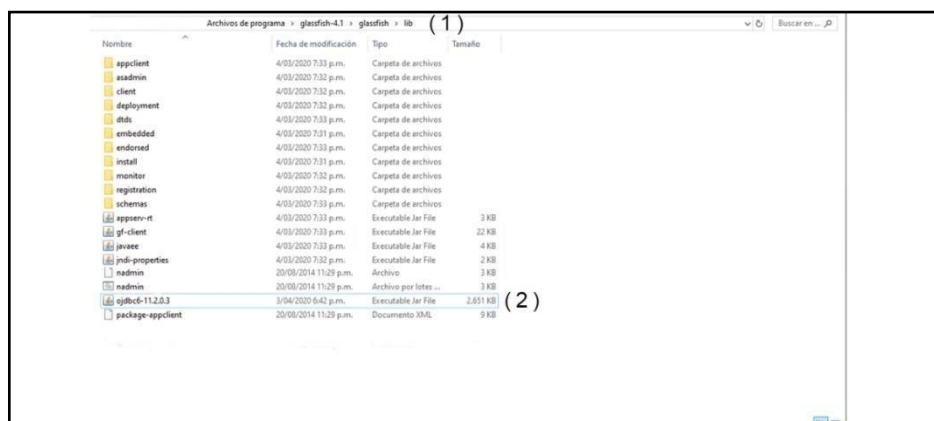 Archivos de programa > glassfish-4.1 > glassfish > lib (1) Buscar en ...
Nombre Fecha de modificación Tipo Tamaño
appclient 4/03/2020 7:33 p.m. Carpeta de archivos
asadmin 4/03/2020 7:32 p.m. Carpeta de archivos
client 4/03/2020 7:32 p.m. Carpeta de archivos
deployment 4/03/2020 7:32 p.m. Carpeta de archivos
dtds 4/03/2020 7:33 p.m. Carpeta de archivos
embedded 4/03/2020 7:31 p.m. Carpeta de archivos
endorsed 4/03/2020 7:33 p.m. Carpeta de archivos
install 4/03/2020 7:31 p.m. Carpeta de archivos
monitor 4/03/2020 7:32 p.m. Carpeta de archivos
registration 4/03/2020 7:32 p.m. Carpeta de archivos
schemas 4/03/2020 7:33 p.m. Carpeta de archivos
appserv-rt 4/03/2020 7:33 p.m. Executable Jar File 3 KB
gf-client 4/03/2020 7:33 p.m. Executable Jar File 22 KB
javaee 4/03/2020 7:33 p.m. Executable Jar File 4 KB
jndi-properties 4/03/2020 7:32 p.m. Executable Jar File 2 KB
nadmin 20/08/2014 11:29 p.m. Archivo 3 KB
nadmin 20/08/2014 11:29 p.m. Archivo por lotes ... 3 KB
ojdbc6-11.2.0.3 3/04/2020 6:42 p.m. Executable Jar File 2,651 KB (2)
package-appclient 20/08/2014 11:29 p.m. Documento XML 9 KB